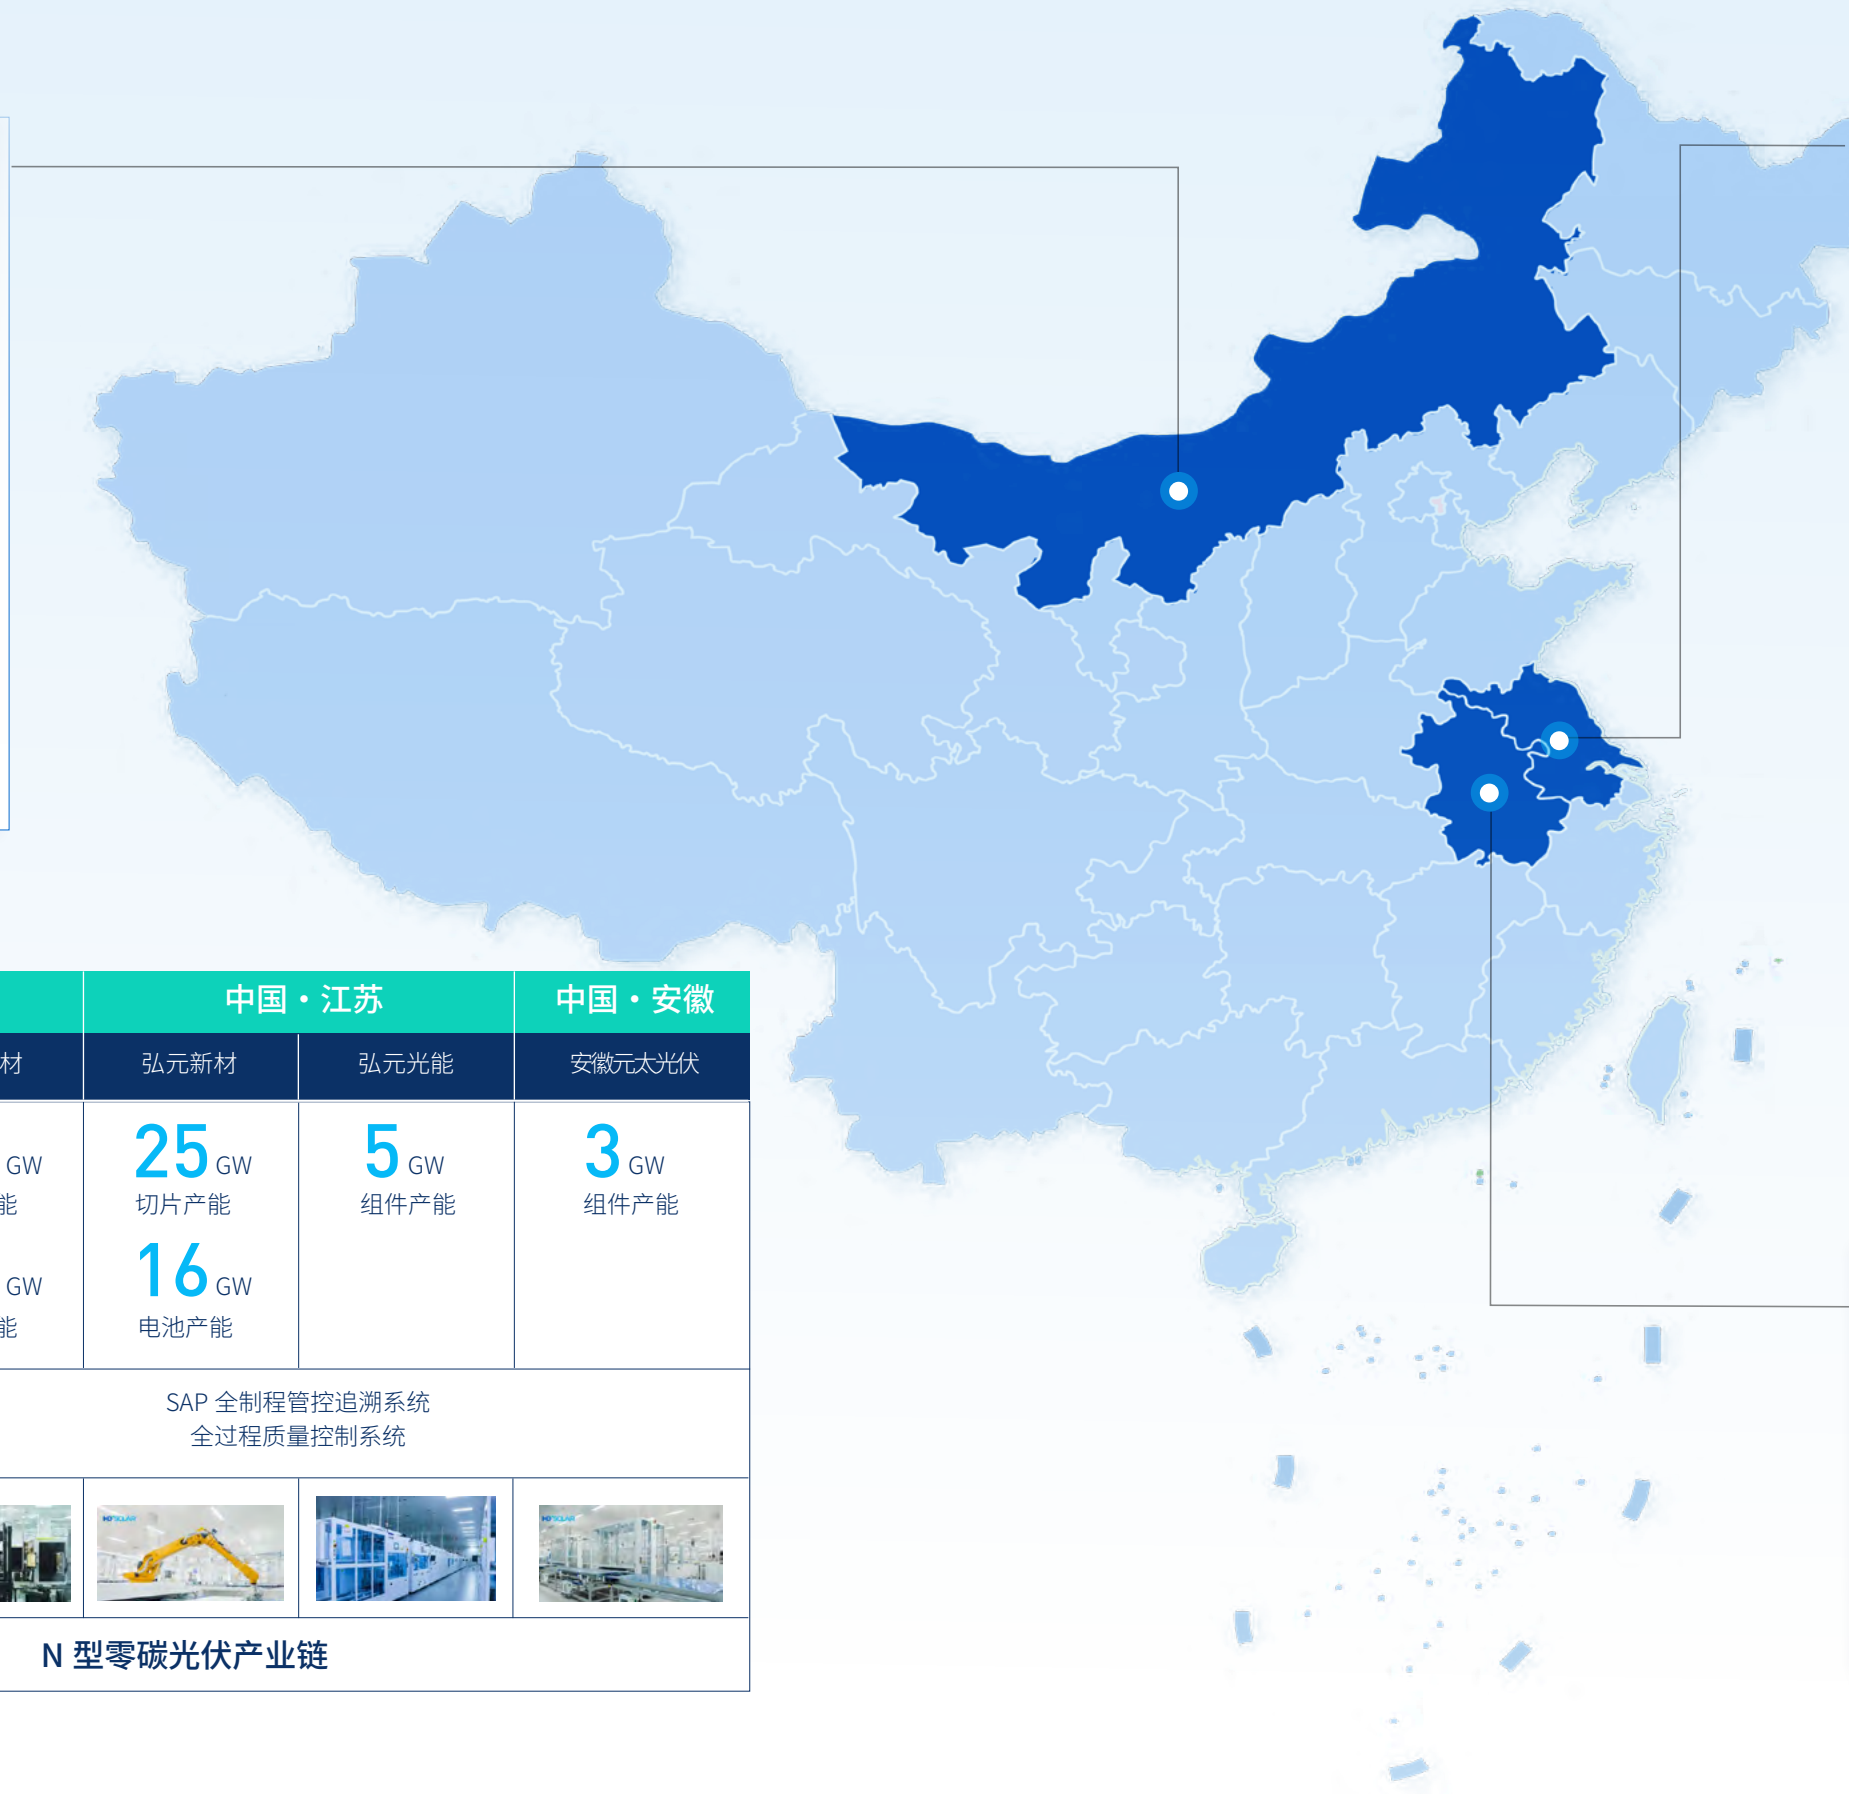 中国・江苏
中国・安徽
材
弘元新材
弘元光能
安徽元太光伏
GW
25 GW
5 GW
3 GW
能
切片产能
组件产能
组件产能
GW
16 GW
能
电池产能
SAP 全制程管控追溯系统
全过程质量控制系统
N 型零碳光伏产业链